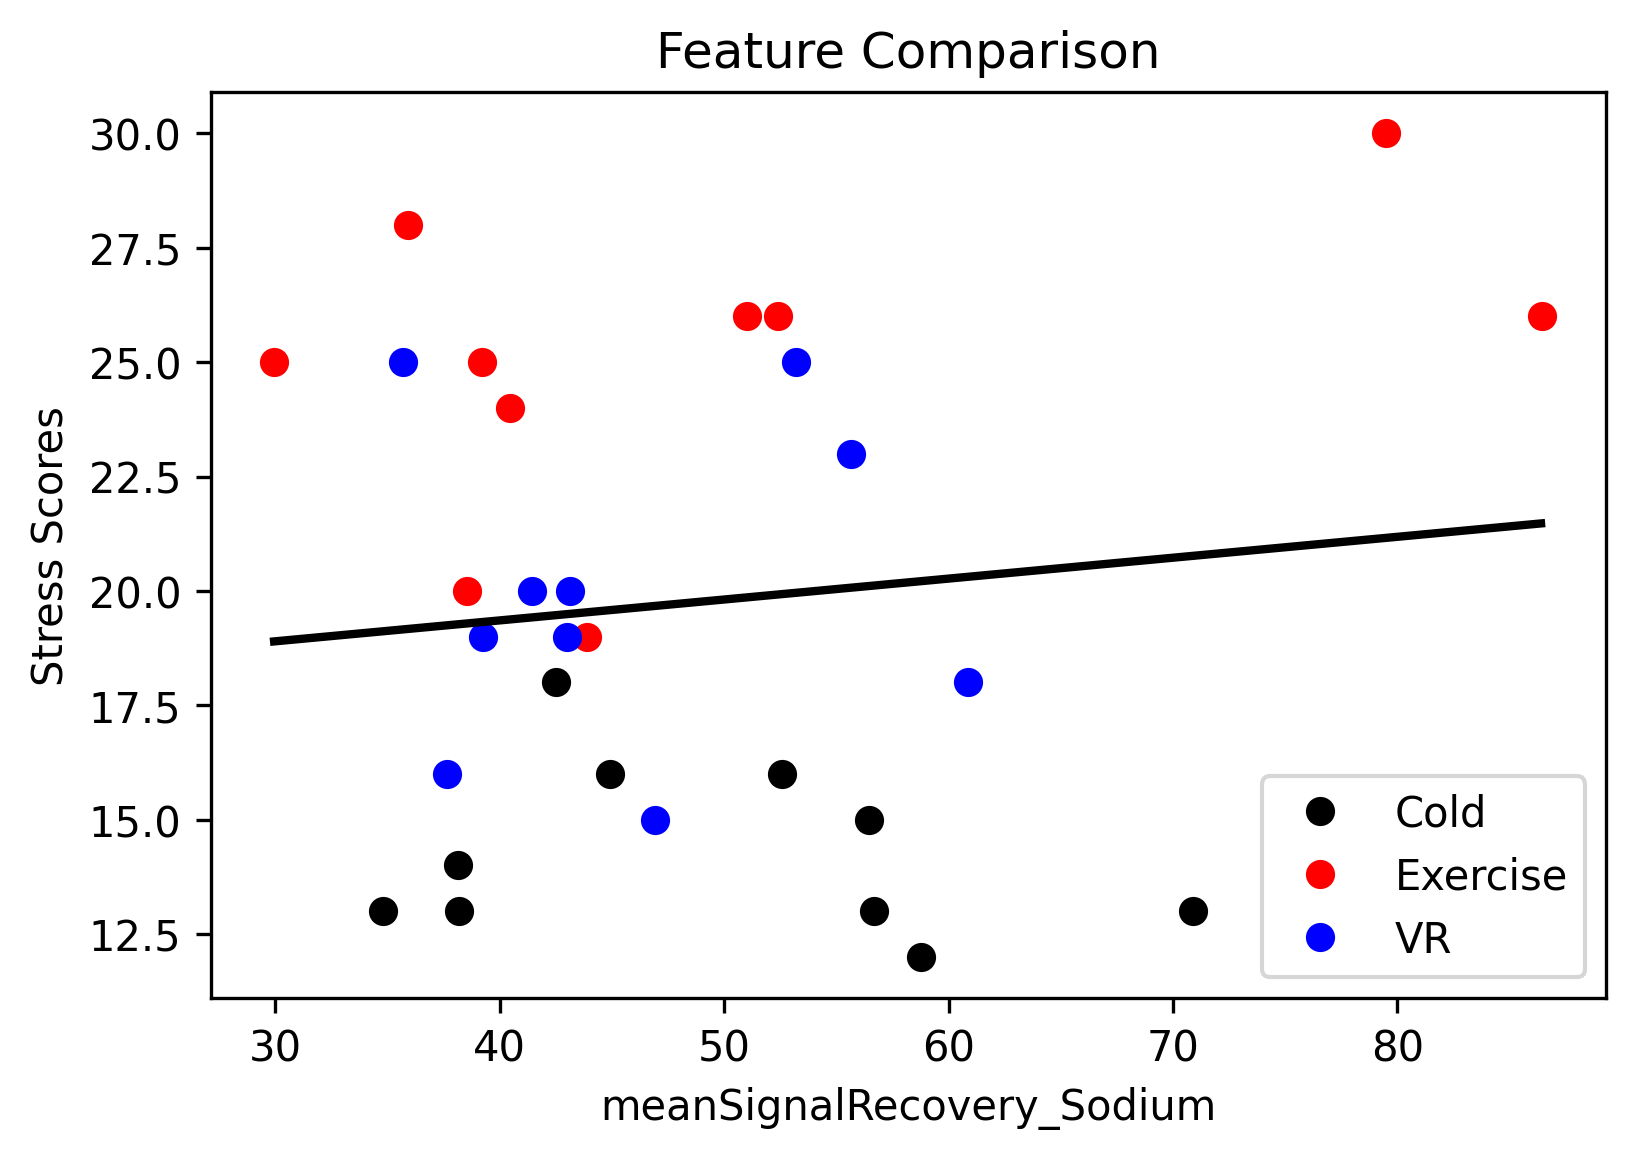 Feature Comparison
30.0
27.5
25.0
22.5
20.0
17.5
15.0
12.5
Stress Scores
Cold
Exercise
VR
30 40 50 60 70 80
meanSignalRecovery_Sodium